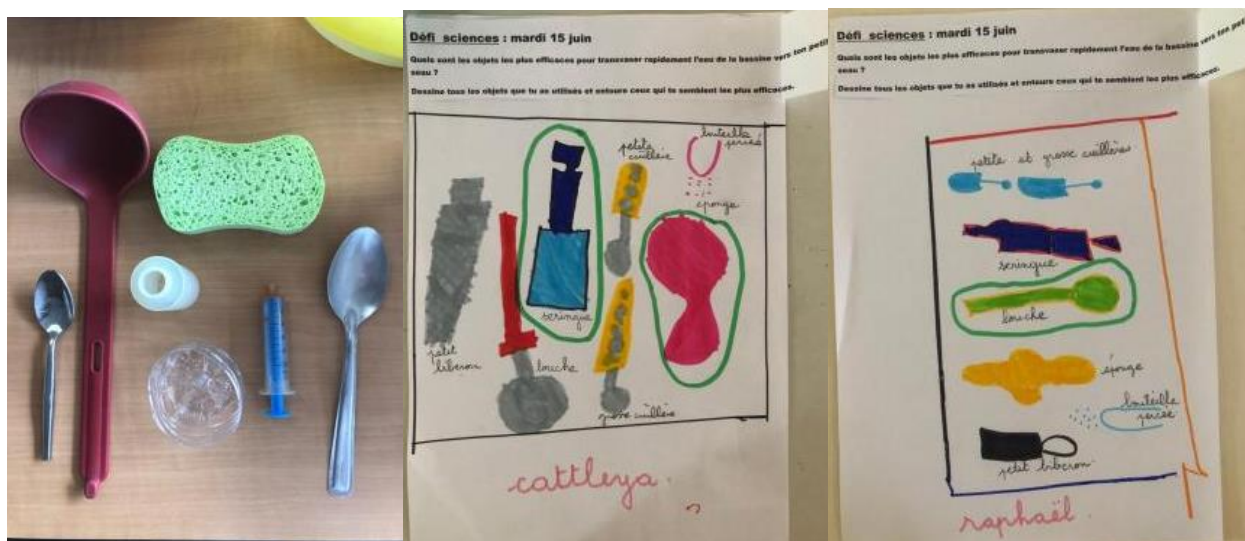 Défi sciences : mardi 15 juin
Quels sont les objets les plus efficaces pour transvaser rapidement l'eau de la bassine vers ton petit
seau ?
Dessine tous les objets que tu as utilisés et entoure ceux qui te semblent les plus efficaces.
petite
cuillère
bouteille
percée
éponge
seringue
petit
biberon
louche
grosse cuillère
cattleya.
Défi sciences : mardi 15 juin
Quels sont les objets les plus efficaces pour transvaser rapidement l'eau de la bassine vers ton petit
seau ?
Dessine tous les objets que tu as utilisés et entoure ceux qui te semblent les plus efficaces.
petite et grosse cuillères
seringue
louche
éponge
bouteille
percée
petit biberon
raphaël.